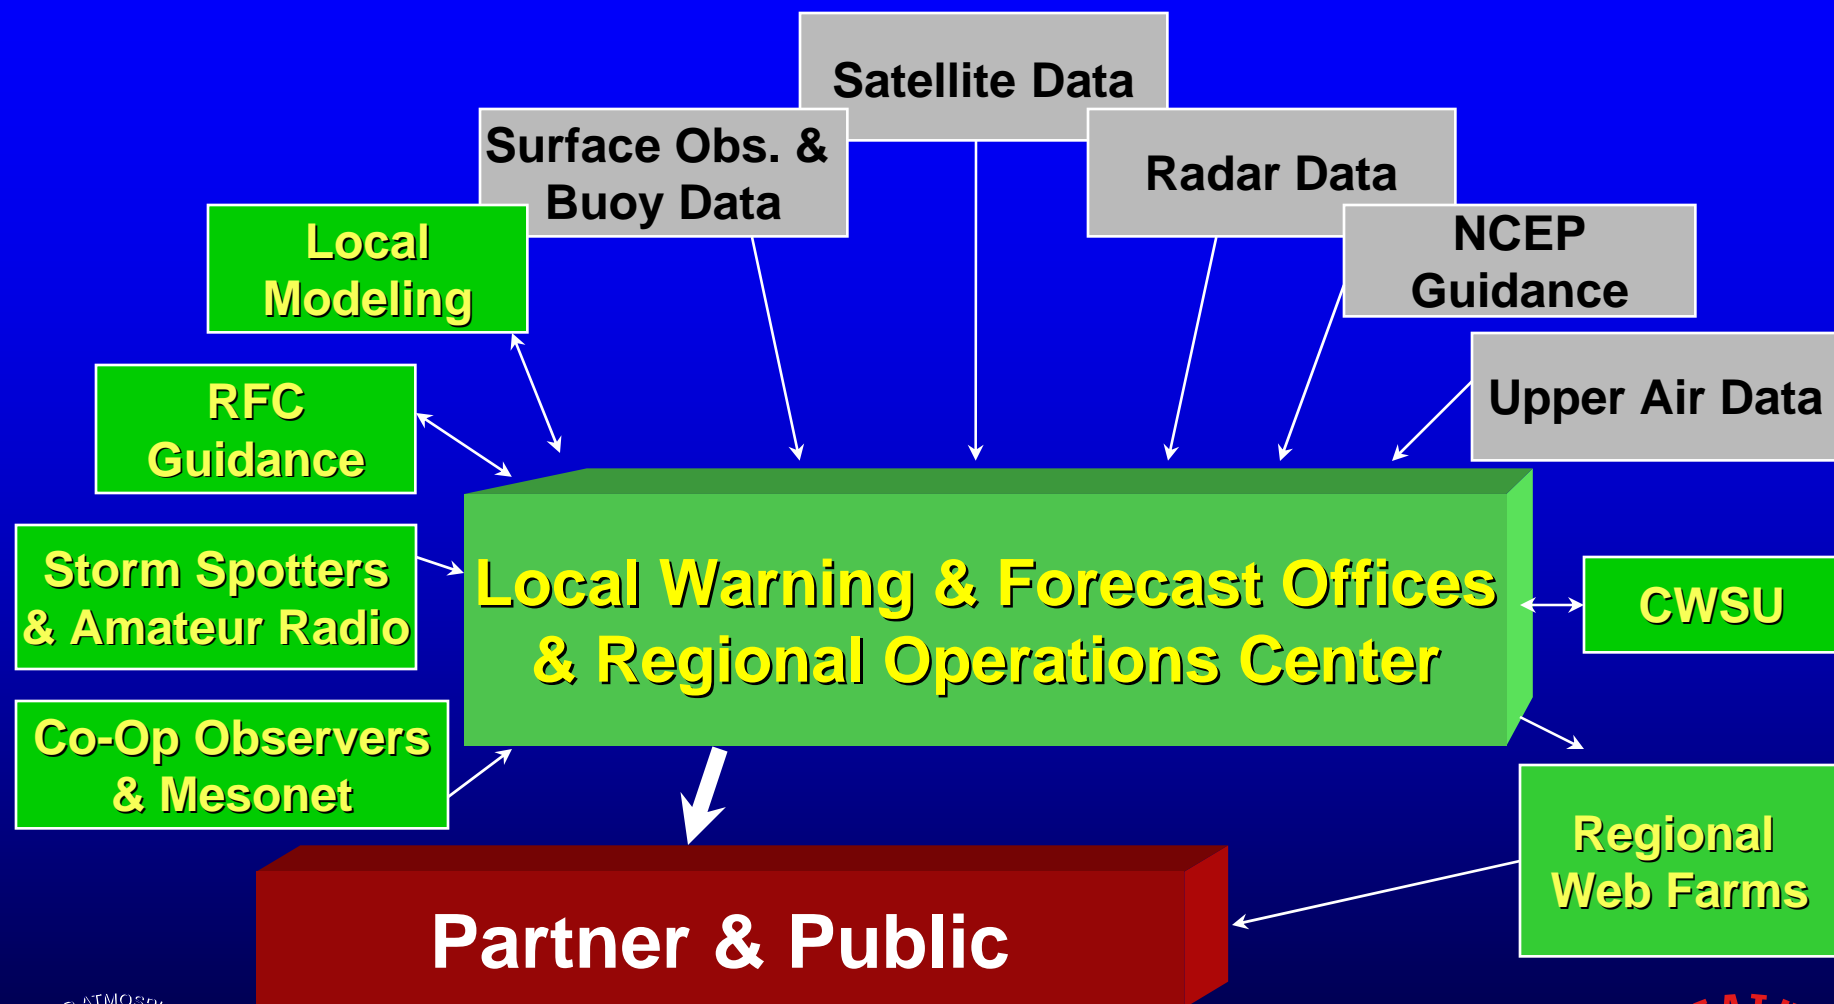 Satellite Data
Surface Obs. &
Buoy Data
Radar Data
Local
Modeling
NCEP
Guidance
RFC
Guidance
Upper Air Data
Storm Spotters
& Amateur Radio
Local Warning & Forecast Offices
& Regional Operations Center
CWSU
Co-Op Observers
& Mesonet
Regional
Web Farms
Partner & Public